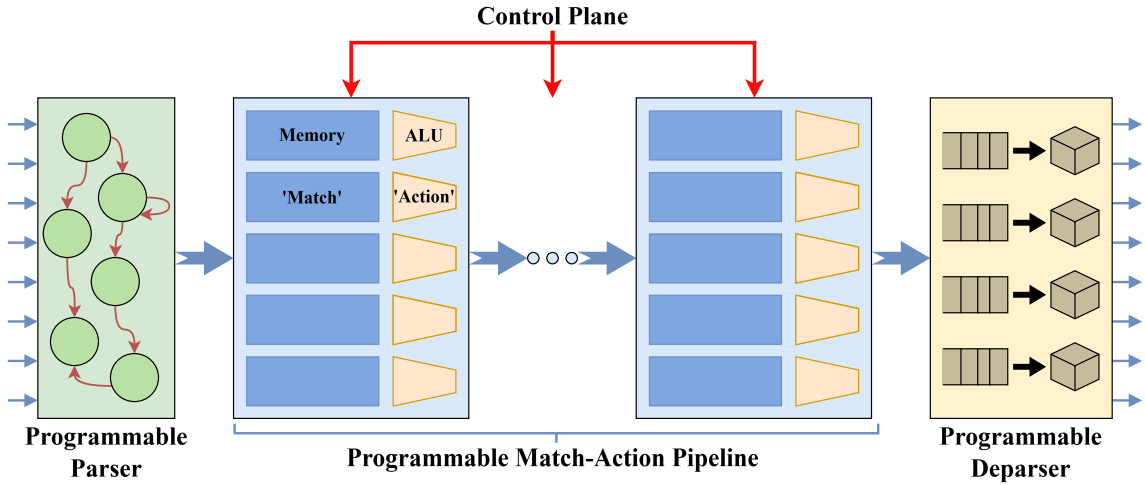 Control Plane
Memory
ALU
'Match'
'Action'
Programmable
Parser
Programmable Match-Action Pipeline
Programmable
Deparser